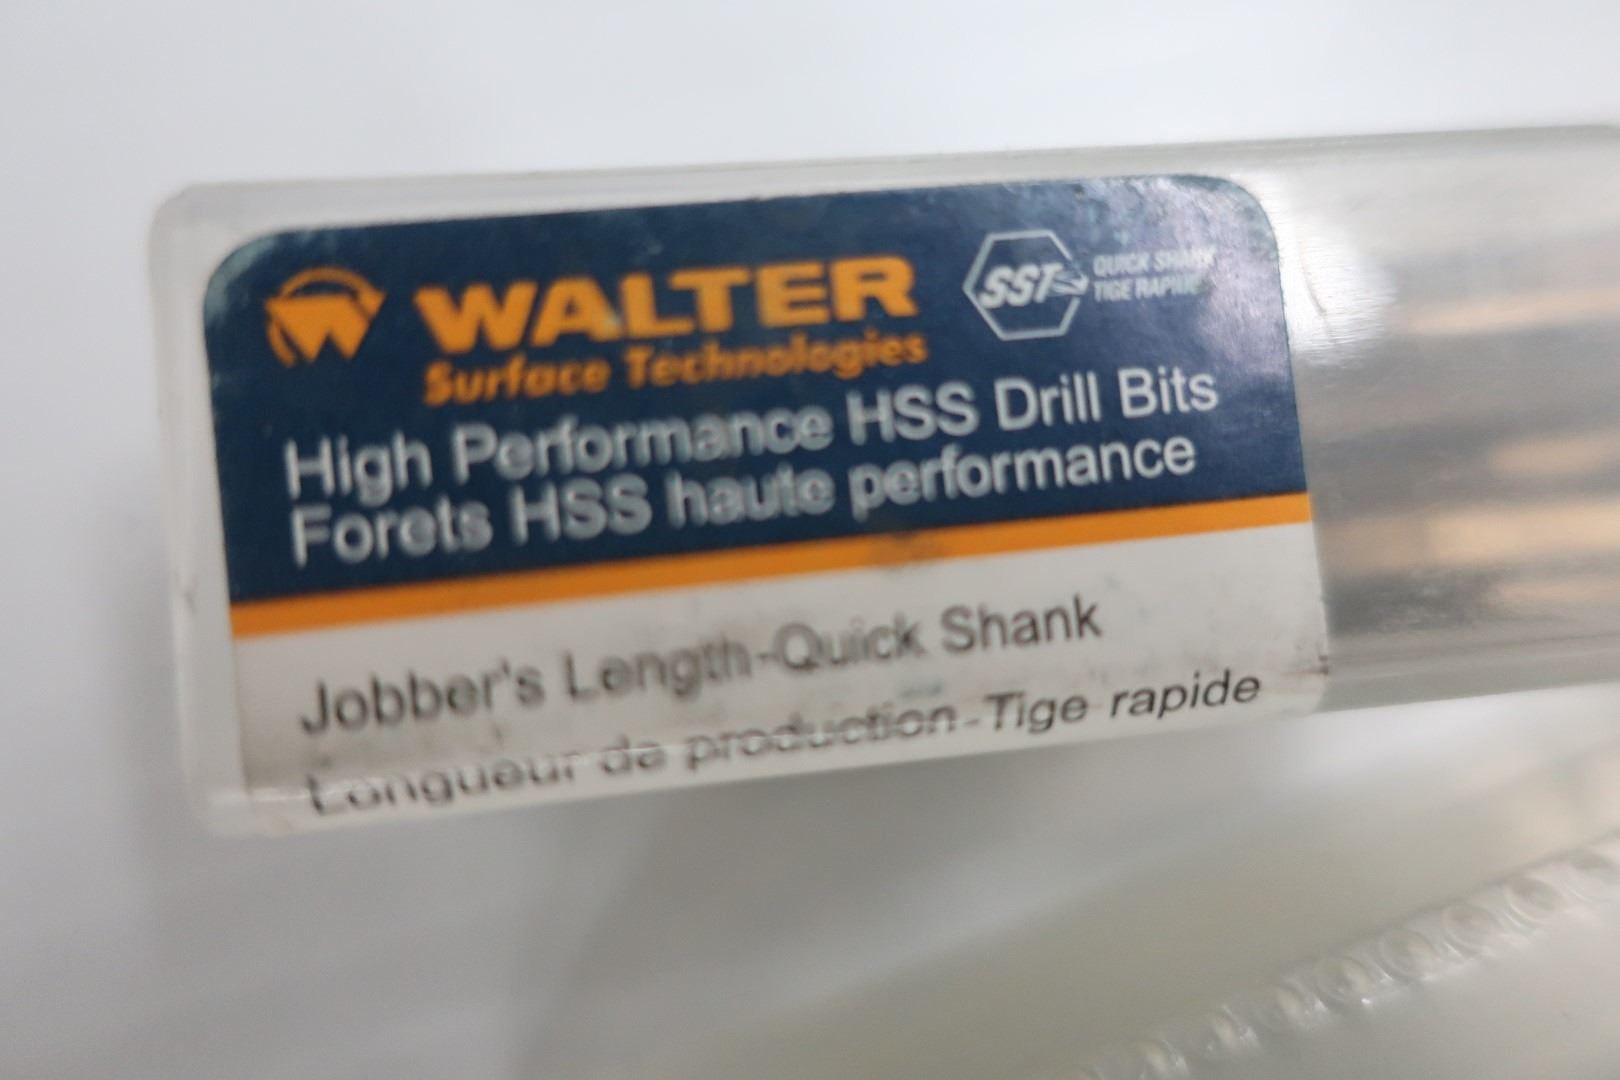 WALTER
Surface Technologies
SST
QUICK SHANK
TIGE RAPIDE
High Performance HSS Drill Bits
Forets HSS haute performance
Jobber's Length-Quick Shank
Longueur de production-Tige rapide